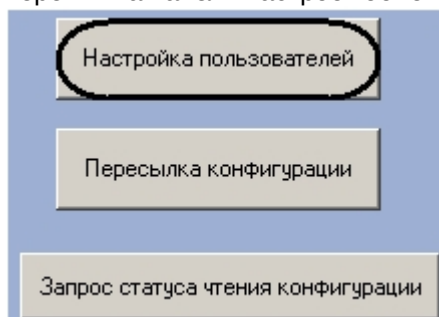 Настройка пользователей
Пересылка конфигурации
Запрос статуса чтения конфигурации